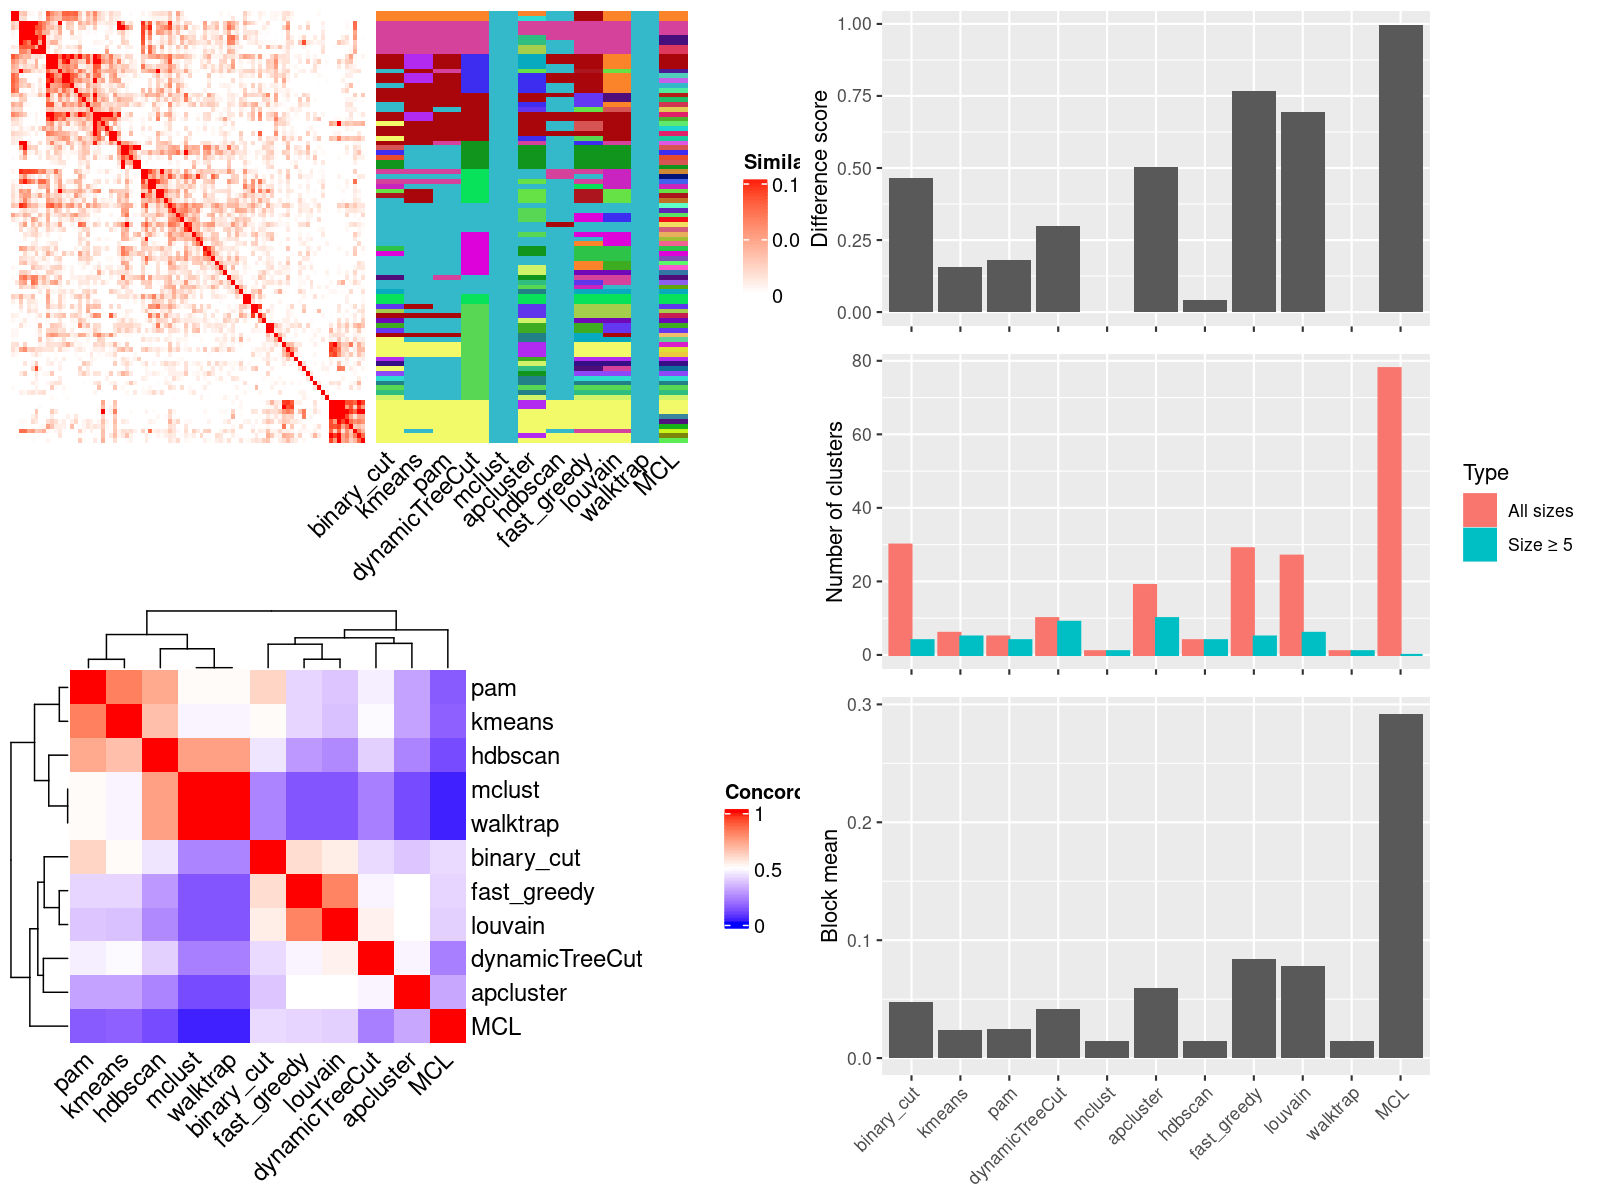 Simila
0.1
0.0
0
binary_cut
kmeans
pam
dynamicTreeCut
mclust
apcluster
hdbscan
fast_greedy
louvain
walktrap
MCL
Difference score
1.00
0.75
0.50
0.25
0.00
Number of clusters
80
60
40
20
0
Type
All sizes
Size ≥ 5
pam
kmeans
hdbscan
mclust
walktrap
binary_cut
fast_greedy
louvain
dynamicTreeCut
apcluster
MCL
pam
kmeans
hdbscan
mclust
walktrap
binary_cut
fast_greedy
louvain
dynamicTreeCut
apcluster
MCL
Concord
1
0.5
0
Block mean
0.3
0.2
0.1
0.0
binary_cut
kmeans
pam
dynamicTreeCut
mclust
apcluster
hdbscan
fast_greedy
louvain
walktrap
MCL